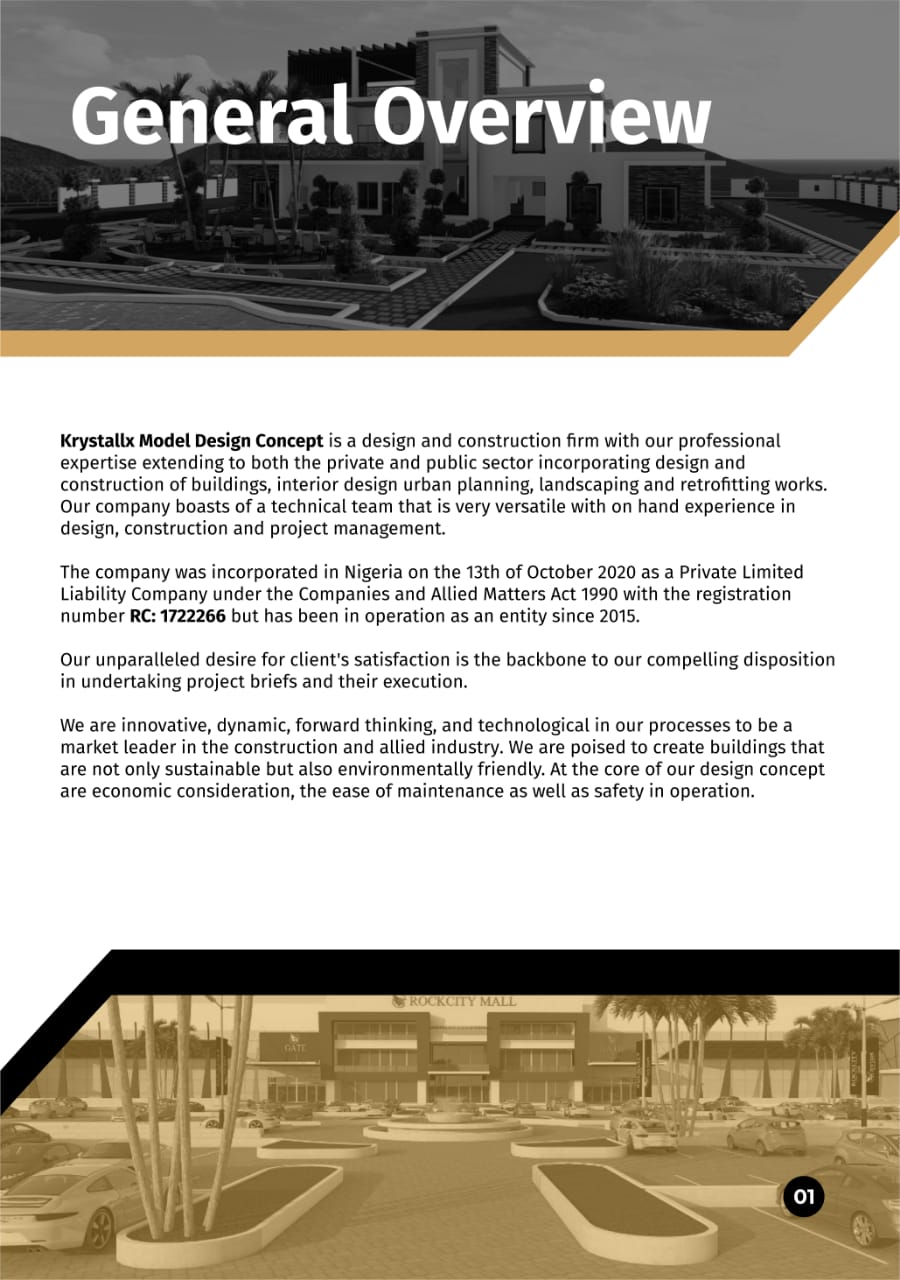 General Overview
Krystallx Model Design Concept is a design and construction firm with our professional
expertise extending to both the private and public sector incorporating design and
construction of buildings, interior design urban planning, landscaping and retrofitting works.
Our company boasts of a technical team that is very versatile with on hand experience in
design, construction and project management.
The company was incorporated in Nigeria on the 13th of October 2020 as a Private Limited
Liability Company under the Companies and Allied Matters Act 1990 with the registration
number RC: 1722266 but has been in operation as an entity since 2015.
Our unparalleled desire for client's satisfaction is the backbone to our compelling disposition
in undertaking project briefs and their execution.
We are innovative, dynamic, forward thinking, and technological in our processes to be a
market leader in the construction and allied industry. We are poised to create buildings that
are not only sustainable but also environmentally friendly. At the core of our design concept
are economic consideration, the ease of maintenance as well as safety in operation.
ROCKCITY MALL
GATE
01